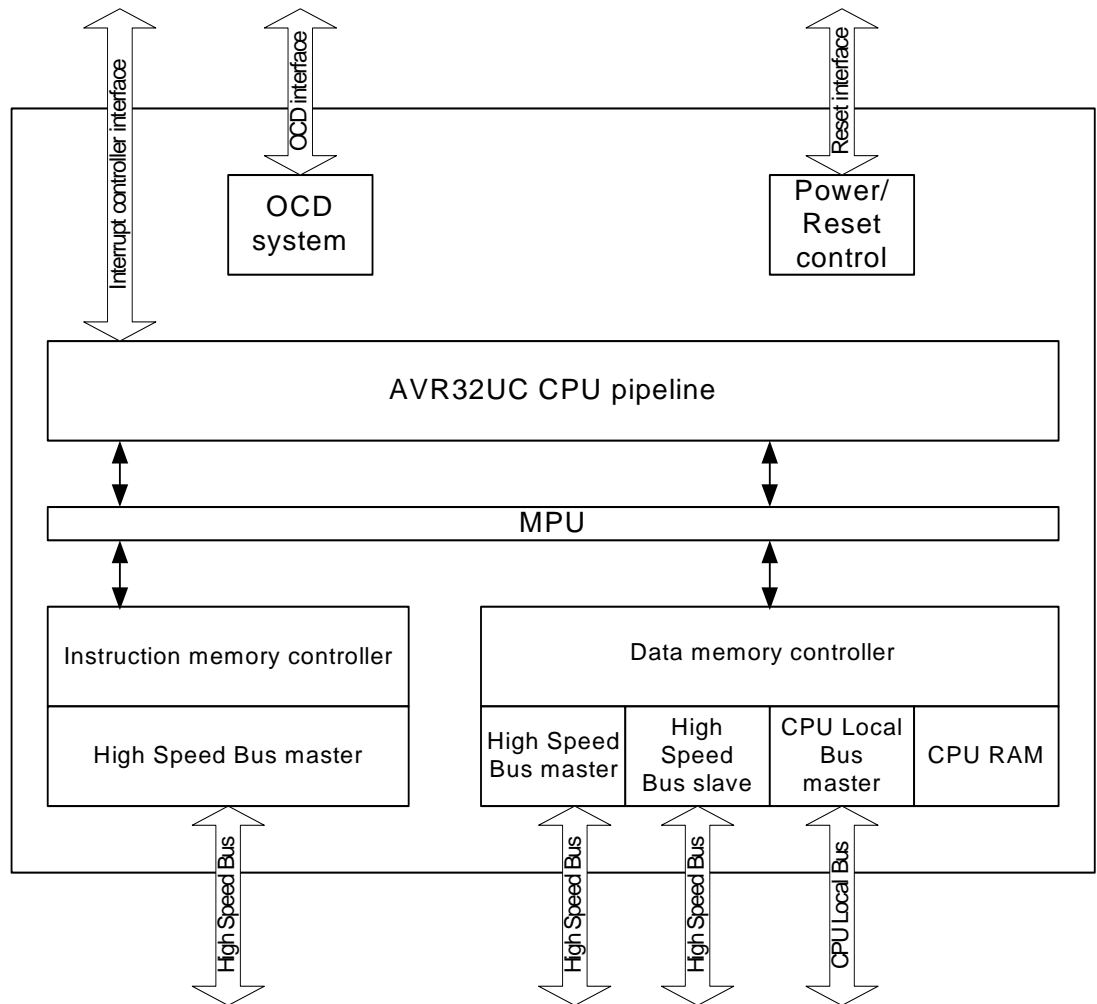 Interrupt controller interface
OCD interface
Reset interface
OCD
system
Power/
Reset
control
AVR32UC CPU pipeline
MPU
Instruction memory controller
Data memory controller
High Speed Bus master
High Speed
Bus master
High
Speed
Bus slave
CPU Local
Bus
master
CPU RAM
High Speed Bus
High Speed Bus
High Speed Bus
CPU Local Bus